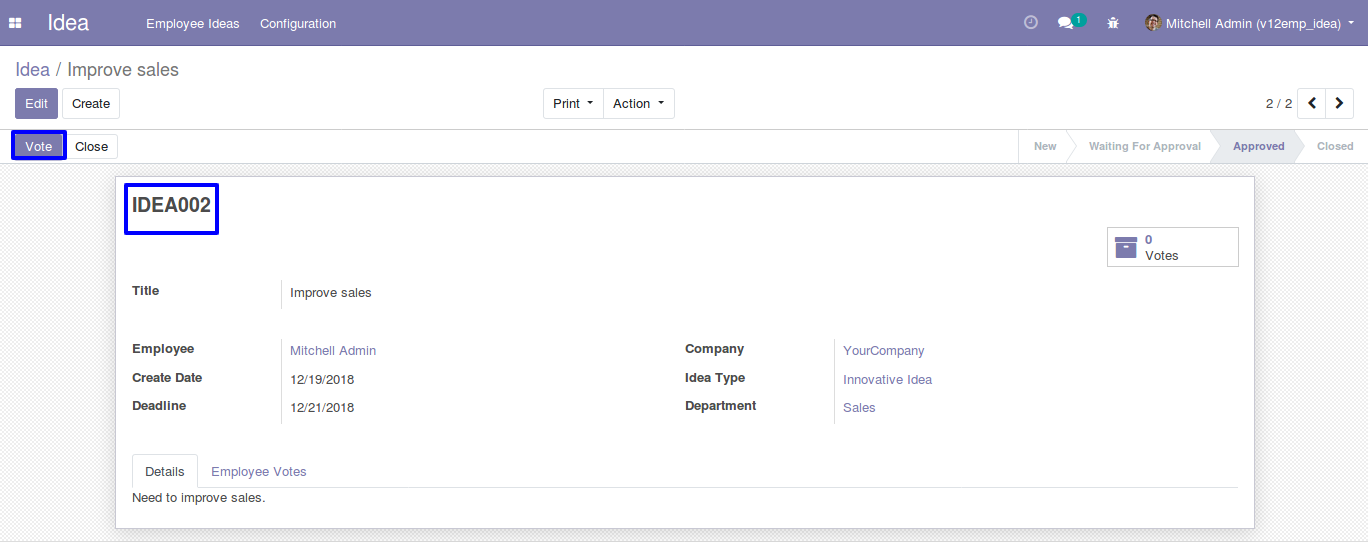 Idea Employee Ideas Configuration 1 Mitchell Admin (v12emp_idea)
Idea / Improve sales
Edit Create Print Action 2 / 2
Vote Close New Waiting For Approval Approved Closed
IDEA002
0
Votes
Title Improve sales
Employee Mitchell Admin Company YourCompany
Create Date 12/19/2018 Idea Type Innovative Idea
Deadline 12/21/2018 Department Sales
Details Employee Votes
Need to improve sales.